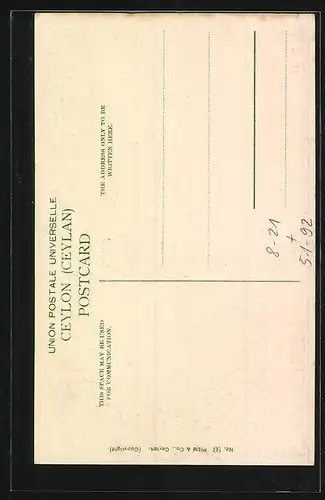 UNION POSTALE UNIVERSELLE
CEYLON (CEYLAN)
POSTCARD
THIS SPACE MAY BE USED
FOR COMMUNICATION.
THE ADDRESS ONLY TO BE
WRITTEN HERE.
8-21
+
5-1-92
& Co., Ceylon. (Copyright).